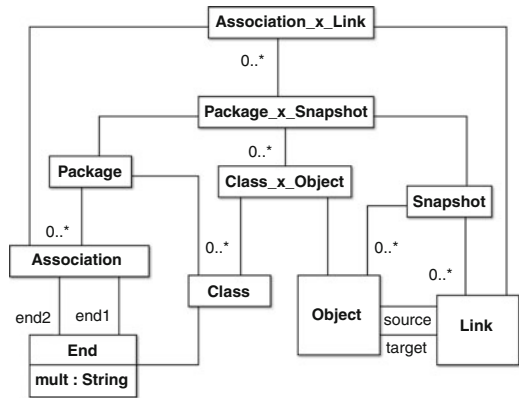 Association_x_Link
0..*
Package_x_Snapshot
0..*
Package
Class_x_Object
Snapshot
0..*
0..*
0..*
0..*
Association
Class
Object
source
Link
end2
end1
target
End
mult : String